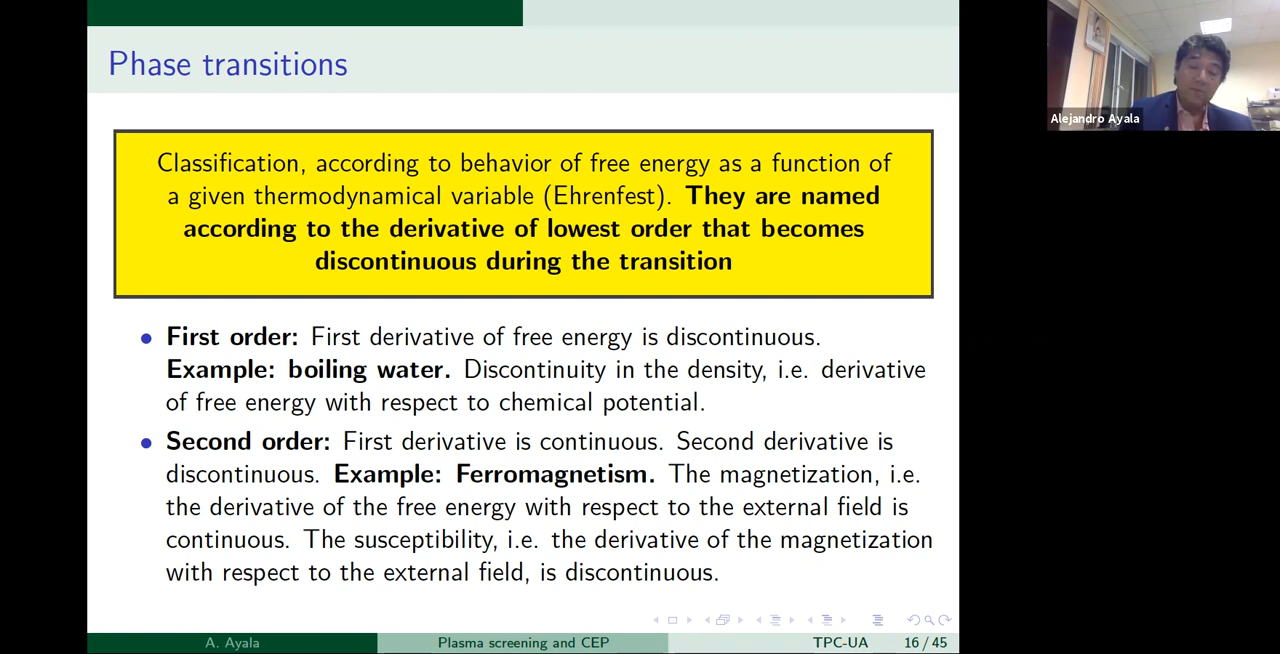 Phase transitions
Classification, according to behavior of free energy as a function of
a given thermodynamical variable (Ehrenfest). They are named
according to the derivative of lowest order that becomes
discontinuous during the transition
• First order: First derivative of free energy is discontinuous.
Example: boiling water. Discontinuity in the density, i.e. derivative
of free energy with respect to chemical potential.
• Second order: First derivative is continuous. Second derivative is
discontinuous. Example: Ferromagnetism. The magnetization, i.e.
the derivative of the free energy with respect to the external field is
continuous. The susceptibility, i.e. the derivative of the magnetization
with respect to the external field, is discontinuous.
A. Ayala
Plasma screening and CEP
TPC-UA
16 / 45
Alejandro Ayala